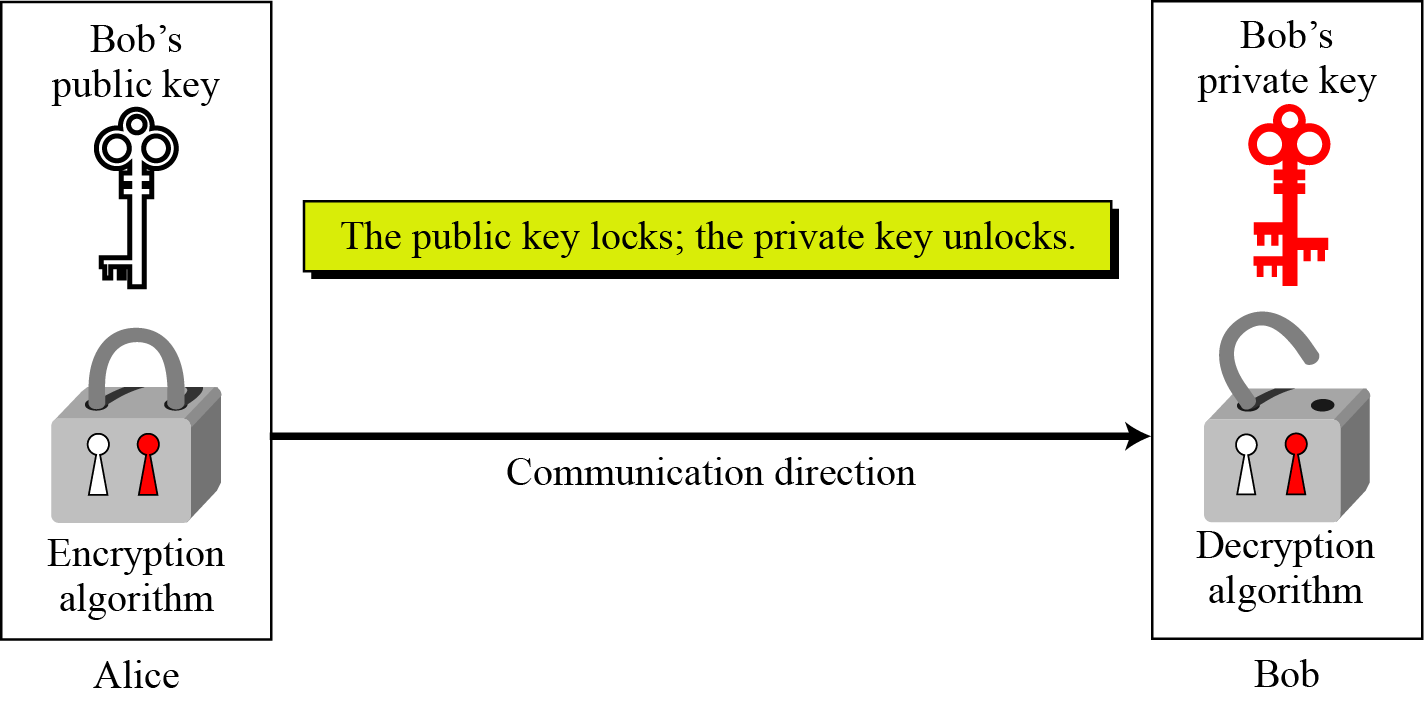 Bob’s
public key
Bob’s
private key
The public key locks; the private key unlocks.
Communication direction
Encryption
algorithm
Decryption
algorithm
Alice
Bob